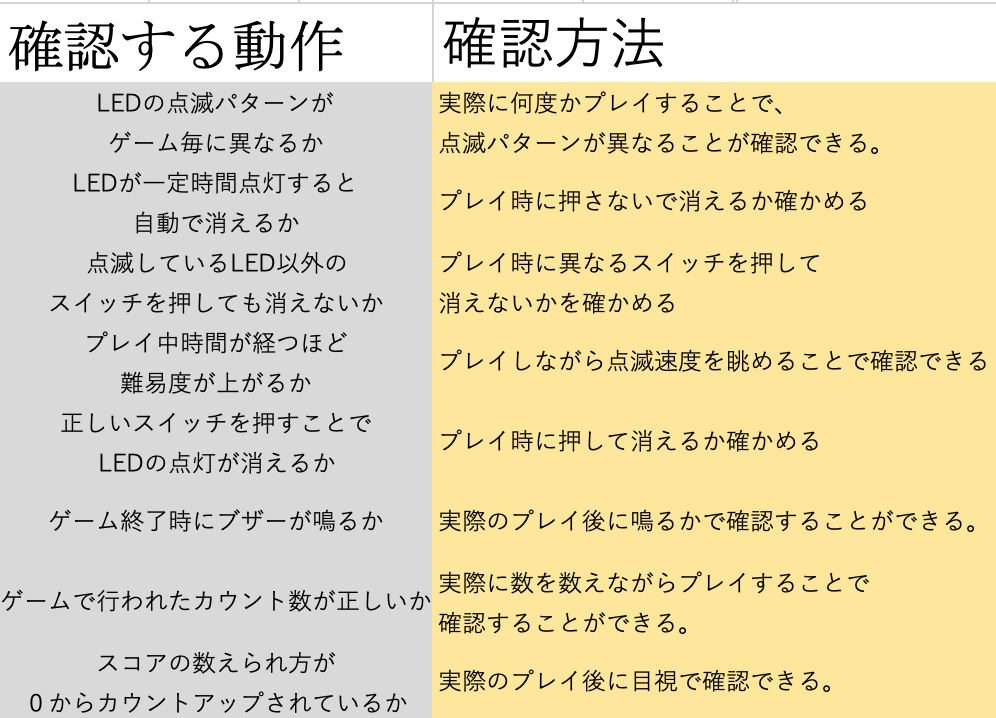 確認する動作
確認方法
LEDの点滅パターンが
ゲーム毎に異なるか
実際に何度かプレイすることで、
点滅パターンが異なることが確認できる。
LEDが一定時間点灯すると
自動で消えるか
プレイ時に押さないで消えるか確かめる
点滅しているLED以外の
スイッチを押しても消えないか
プレイ時に異なるスイッチを押して
消えないかを確かめる
プレイ中時間が経つほど
難易度が上がるか
プレイしながら点滅速度を眺めることで確認できる
正しいスイッチを押すことで
LEDの点灯が消えるか
プレイ時に押して消えるか確かめる
ゲーム終了時にブザーが鳴るか
実際のプレイ後に鳴るかで確認することができる。
ゲームで行われたカウント数が正しいか
実際に数を数えながらプレイすることで
確認することができる。
スコアの数えられ方が
０からカウントアップされているか
実際のプレイ後に目視で確認できる。